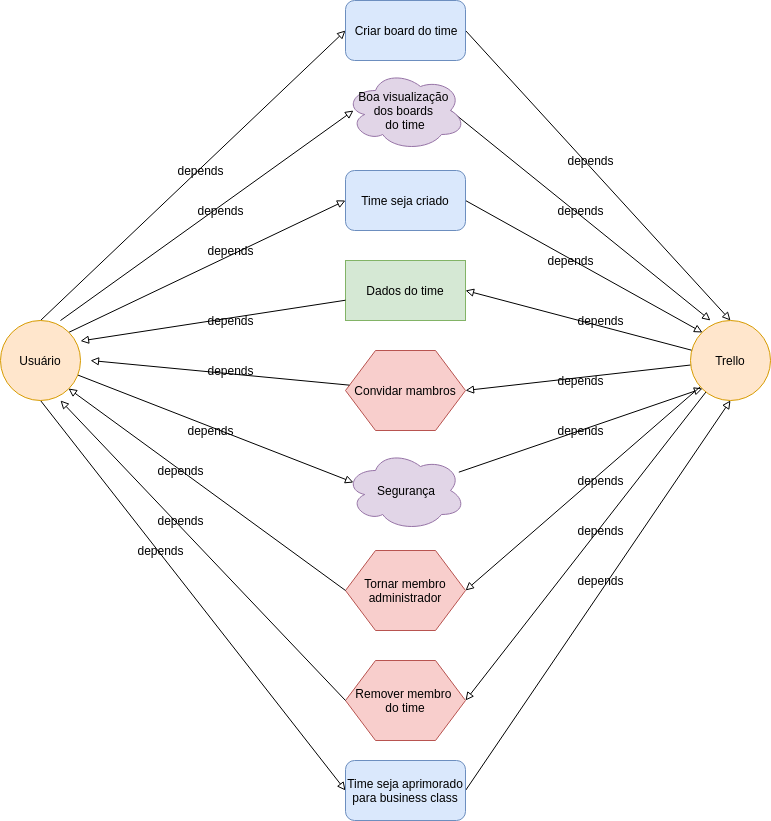 Criar board do time
Boa visualização
dos boards
do time
depends
depends
Time seja criado
depends
depends
depends
depends
Dados do time
depends
depends
Usuário
Trello
depends
Convidar mambros
depends
depends
depends
Segurança
depends
depends
depends
depends
depends
Tornar membro
administrador
depends
Remover membro
do time
Time seja aprimorado
para business class